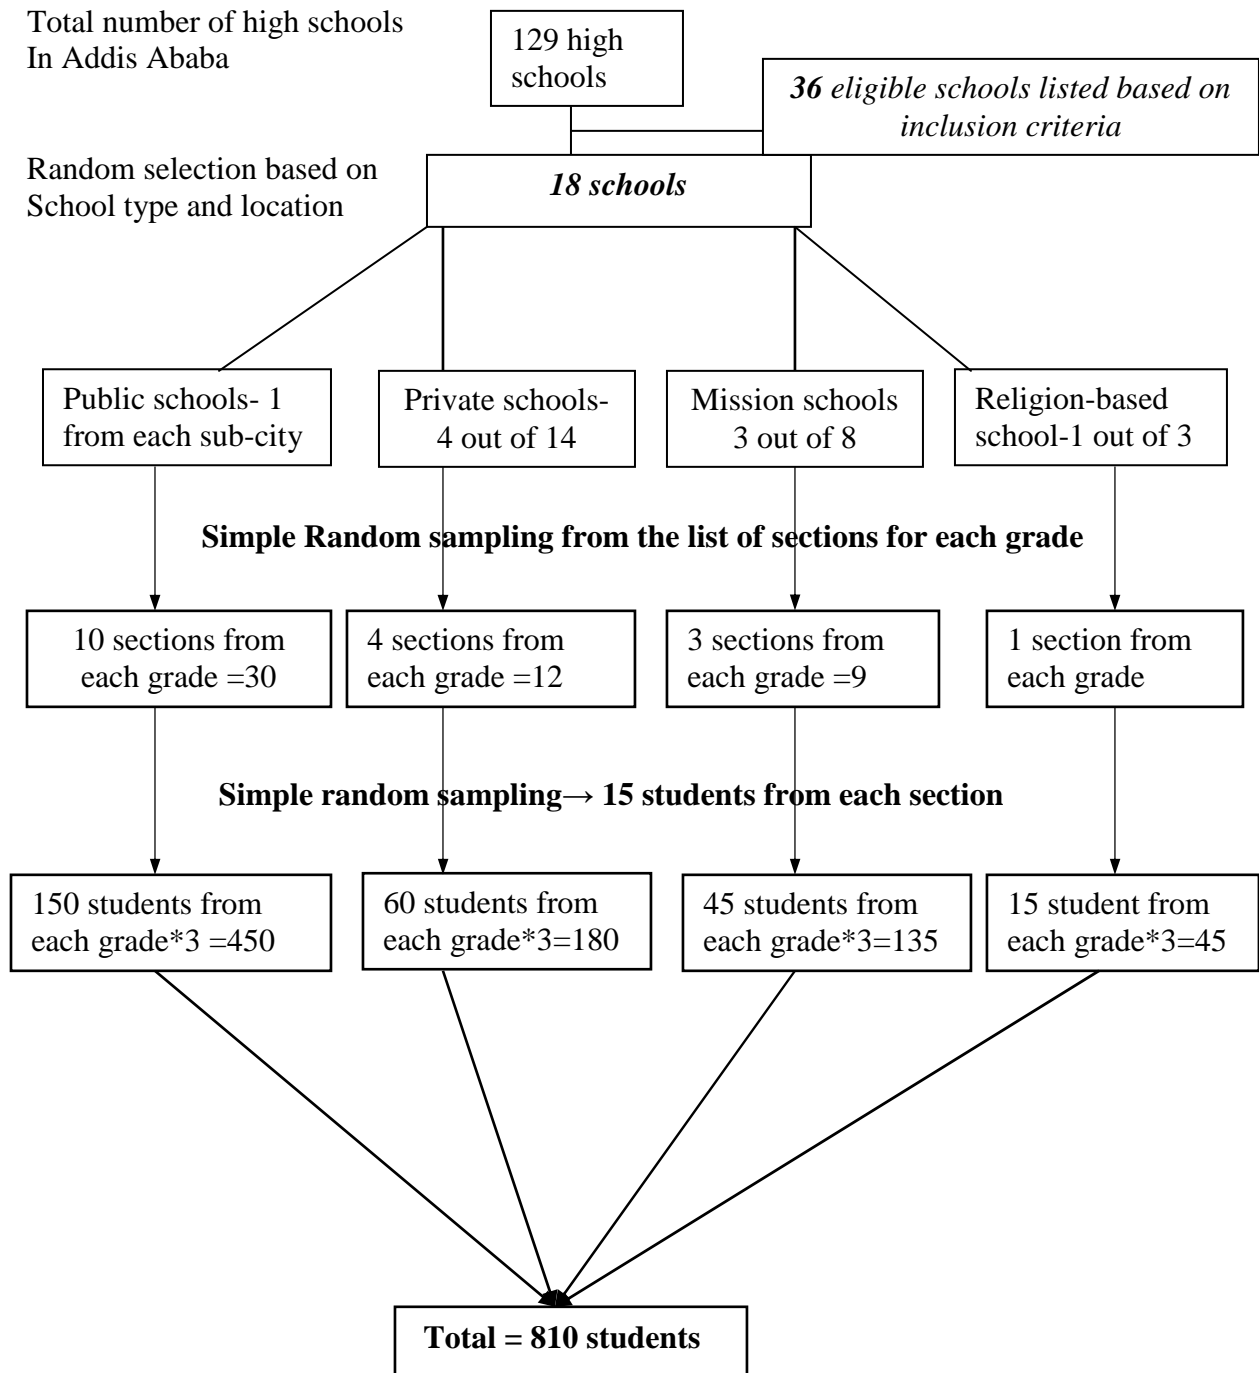 Total number of high schools
In Addis Ababa
129 high
schools
36 eligible schools listed based on
inclusion criteria
Random selection based on
School type and location
18 schools
Public schools- 1
from each sub-city
Private schools-
4 out of 14
Mission schools
3 out of 8
Religion-based
school-1 out of 3
Simple Random sampling from the list of sections for each grade
10 sections from
each grade =30
4 sections from
each grade =12
3 sections from
each grade =9
1 section from
each grade
Simple random sampling→ 15 students from each section
150 students from
each grade*3 =450
60 students from
each grade*3=180
45 students from
each grade*3=135
15 student from
each grade*3=45
Total = 810 students